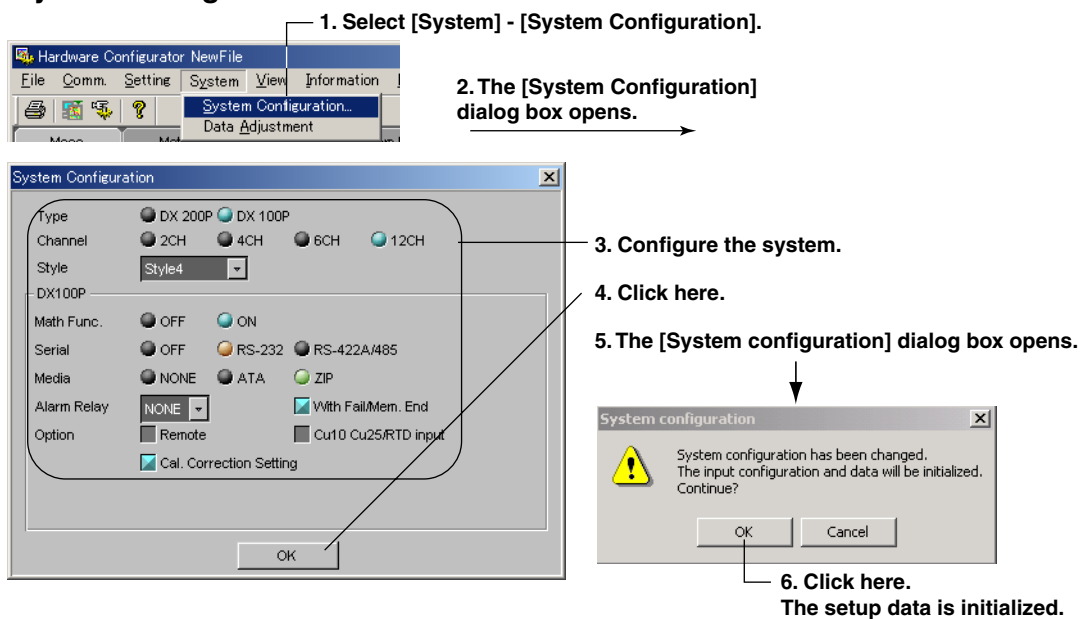 1. Select [System] - [System Configuration].
Hardware Configurator NewFile
File Comm. Setting System View Information
System Configuration...
Data Adjustment
2. The [System Configuration]
dialog box opens.
System Configuration
Type DX 200P DX 100P
Channel 2CH 4CH 6CH 12CH
Style Style4
DX100P
Math Func. OFF ON
Serial OFF RS-232 RS-422A/485
Media NONE ATA ZIP
Alarm Relay NONE With Fail/Mem. End
Option Remote Cu10 Cu25/RTD input
Cal. Correction Setting
OK
3. Configure the system.
4. Click here.
5. The [System configuration] dialog box opens.
System configuration
System configuration has been changed.
The input configuration and data will be initialized.
Continue?
OK Cancel
6. Click here.
The setup data is initialized.